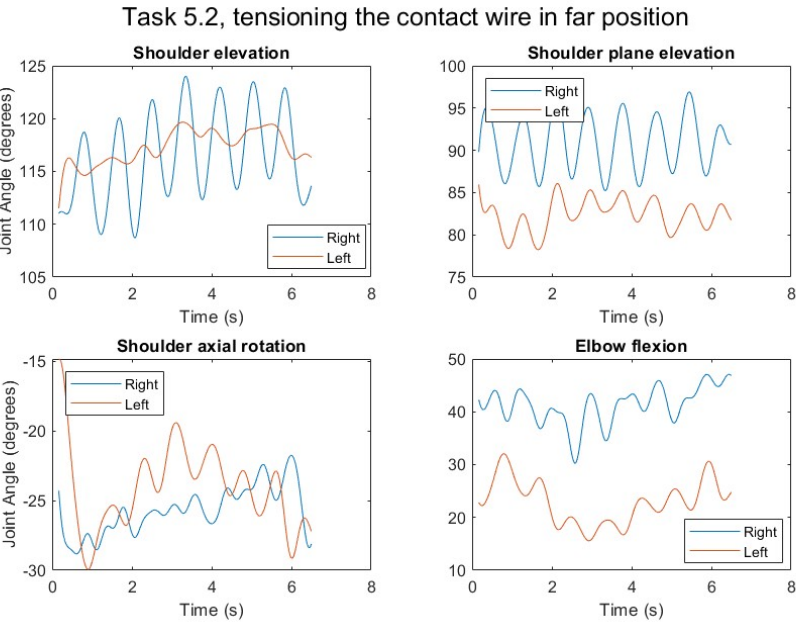 Task 5.2, tensioning the contact wire in far position
Shoulder elevation
Joint Angle (degrees)
125
120
115
110
105
0 2 4 6 8
Time (s)
Right
Left
Shoulder plane elevation
100
95
90
85
80
75
0 2 4 6 8
Time (s)
Right
Left
Shoulder axial rotation
Joint Angle (degrees)
-15
-20
-25
-30
0 2 4 6 8
Time (s)
Right
Left
Elbow flexion
50
40
30
20
10
0 2 4 6 8
Time (s)
Right
Left